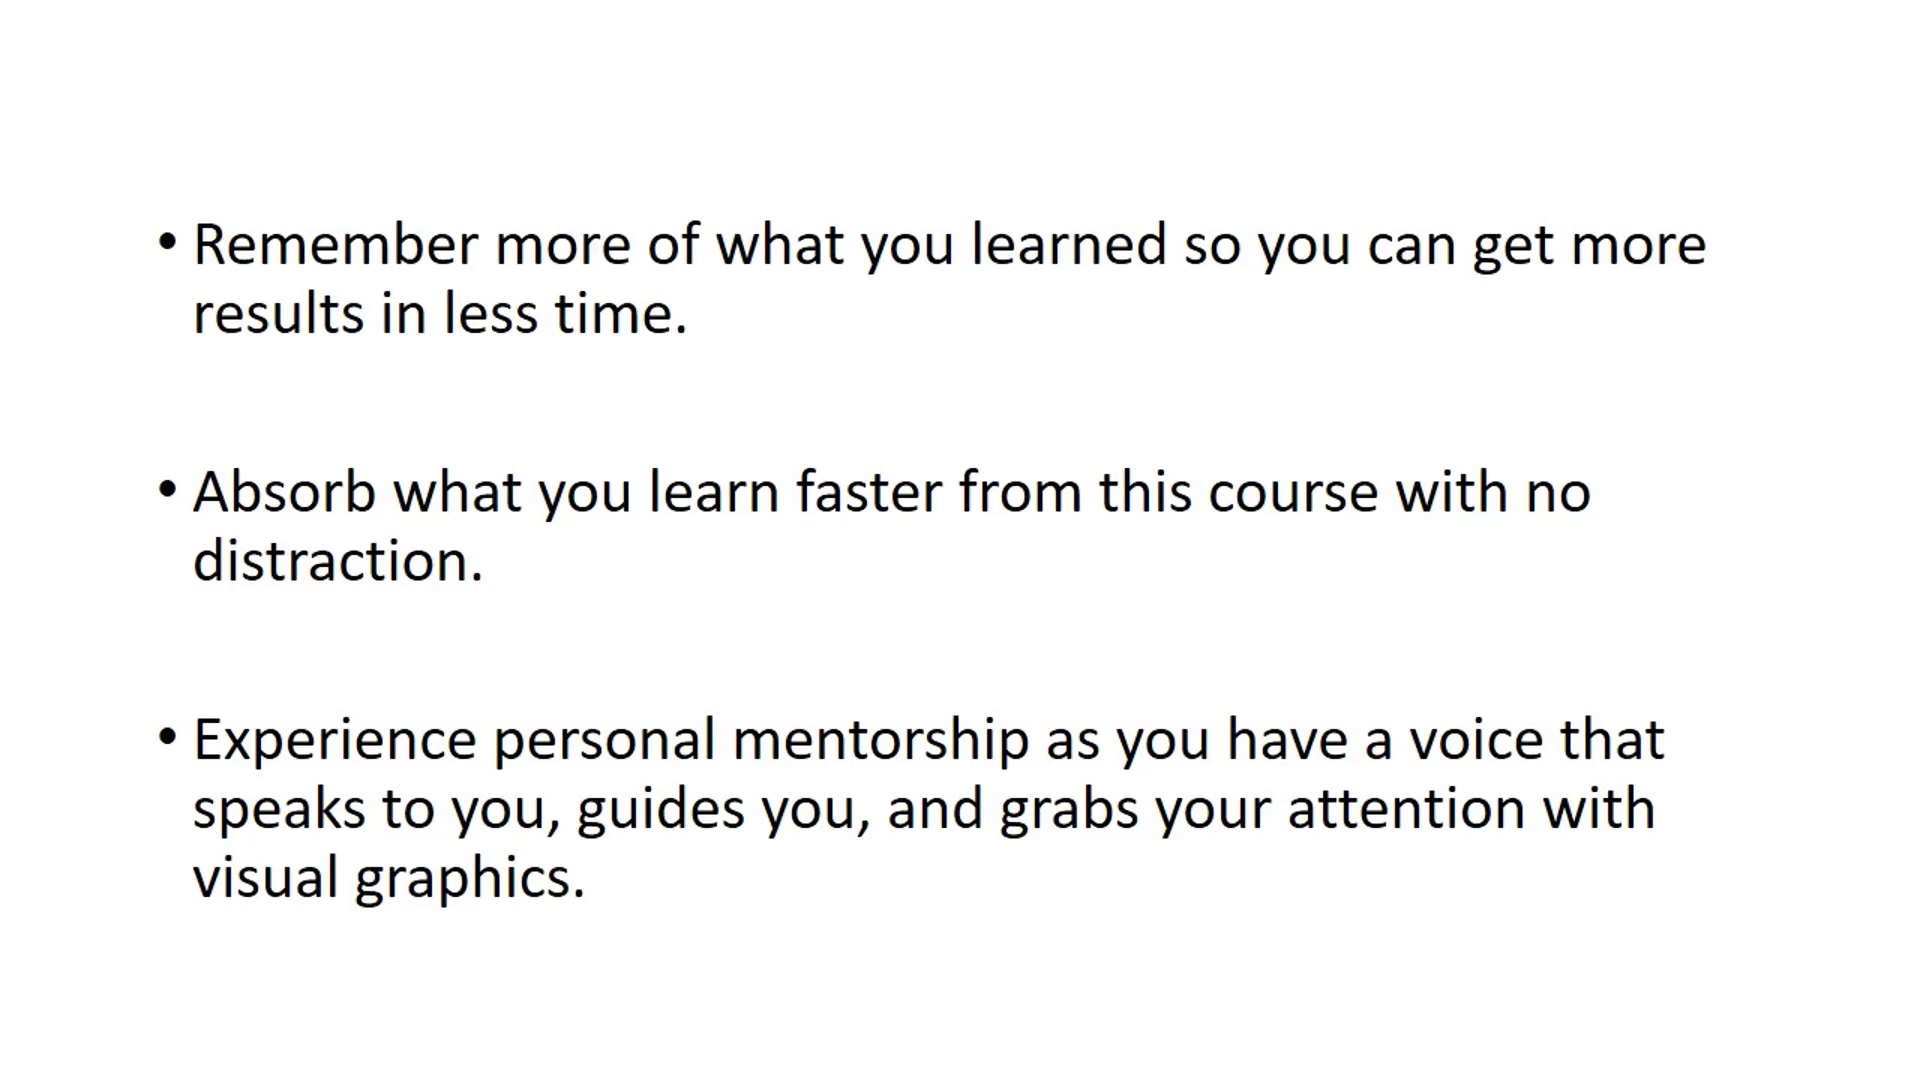 • Remember more of what you learned so you can get more
results in less time.
• Absorb what you learn faster from this course with no
distraction.
• Experience personal mentorship as you have a voice that
speaks to you, guides you, and grabs your attention with
visual graphics.